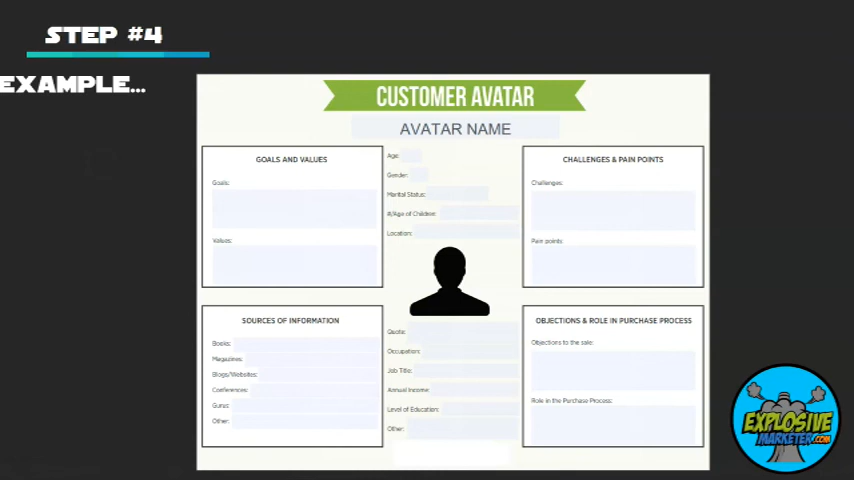 STEP #4
EXAMPLE...
CUSTOMER AVATAR
AVATAR NAME
GOALS AND VALUES
Goals:
Values:
Age:
Gender:
Marital Status:
#/Age of Children:
Location:
CHALLENGES & PAIN POINTS
Challenges:
Pain points:
SOURCES OF INFORMATION
Books:
Magazines:
Blogs/Websites:
Conferences:
Gurus:
Other:
Quote:
Occupation:
Job Title:
Annual Income:
Level of Education:
Other:
OBJECTIONS & ROLE IN PURCHASE PROCESS
Objections to the sale:
Role in the Purchase Process:
EXPLOSIVE
MARKETER.COM